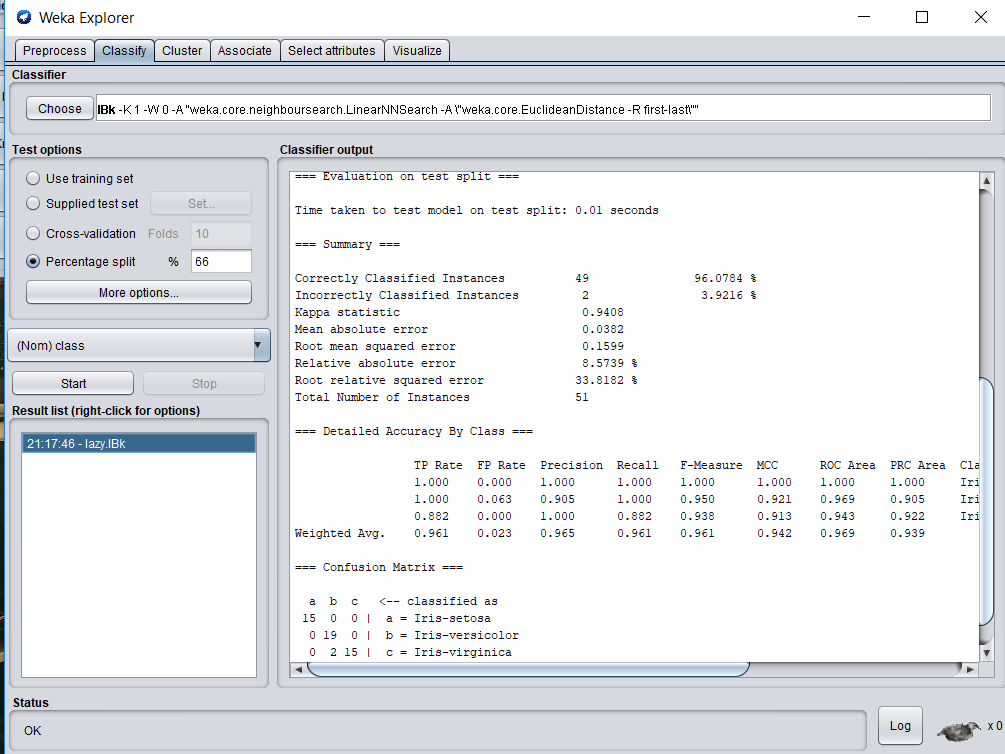 Weka Explorer
Preprocess Classify Cluster Associate Select attributes Visualize
Classifier
Choose IBk -K 1 -W 0 -A "weka.core.neighboursearch.LinearNNSearch -A \"weka.core.EuclideanDistance -R first-last\""
Test options
Use training set
Supplied test set Set...
Cross-validation Folds 10
Percentage split % 66
More options...
(Nom) class
Start Stop
Result list (right-click for options)
21:17:46 - lazy.IBk
Classifier output
=== Evaluation on test split ===
Time taken to test model on test split: 0.01 seconds
=== Summary ===
Correctly Classified Instances 49 96.0784 %
Incorrectly Classified Instances 2 3.9216 %
Kappa statistic 0.9408
Mean absolute error 0.0382
Root mean squared error 0.1599
Relative absolute error 8.5739 %
Root relative squared error 33.8182 %
Total Number of Instances 51
=== Detailed Accuracy By Class ===
TP Rate FP Rate Precision Recall F-Measure MCC ROC Area PRC Area Cla
1.000 0.000 1.000 1.000 1.000 1.000 1.000 1.000 Iri
1.000 0.063 0.905 1.000 0.950 0.921 0.969 0.905 Iri
0.882 0.000 1.000 0.882 0.938 0.913 0.943 0.922 Iri
Weighted Avg. 0.961 0.023 0.965 0.961 0.961 0.942 0.969 0.939
=== Confusion Matrix ===
a b c <-- classified as
15 0 0 | a = Iris-setosa
0 19 0 | b = Iris-versicolor
0 2 15 | c = Iris-virginica
Status
OK
Log
x 0